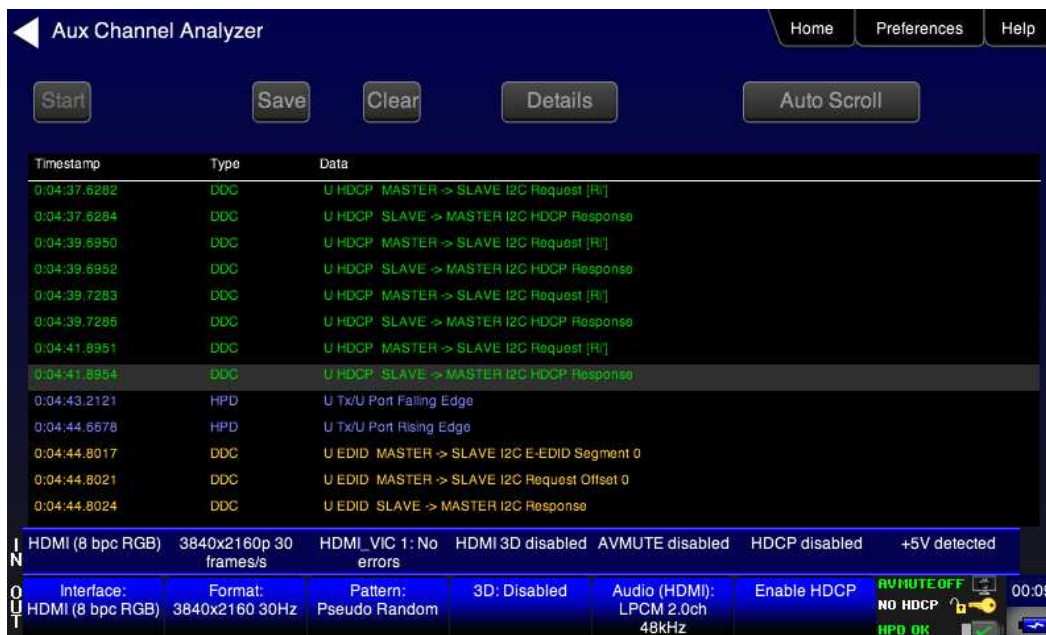 Aux Channel Analyzer
Home Preferences Help
Start Save Clear Details Auto Scroll
Timestamp Type Data
0:04:37.6282 DDC U HDCP MASTER -> SLAVE I2C Request [Ri']
0:04:37.6284 DDC U HDCP SLAVE -> MASTER I2C HDCP Response
0:04:39.6950 DDC U HDCP MASTER -> SLAVE I2C Request [Ri']
0:04:39.6952 DDC U HDCP SLAVE -> MASTER I2C HDCP Response
0:04:39.7283 DDC U HDCP MASTER -> SLAVE I2C Request [Ri']
0:04:39.7286 DDC U HDCP SLAVE -> MASTER I2C HDCP Response
0:04:41.8951 DDC U HDCP MASTER -> SLAVE I2C Request [Ri']
0:04:41.8954 DDC U HDCP SLAVE -> MASTER I2C HDCP Response
0:04:43.2121 HPD U Tx/U Port Falling Edge
0:04:44.6678 HPD U Tx/U Port Rising Edge
0:04:44.8017 DDC U EDID MASTER -> SLAVE I2C E-EDID Segment 0
0:04:44.8021 DDC U EDID MASTER -> SLAVE I2C Request Offset 0
0:04:44.8024 DDC U EDID SLAVE -> MASTER I2C Response
IN
HDMI (8 bpc RGB) 3840x2160p 30 HDMI_VIC 1: No HDMI 3D disabled AVMUTE disabled HDCP disabled +5V detected
frames/s errors
OUT
Interface: Format: Pattern: 3D: Disabled Audio (HDMI): Enable HDCP AVMUTE OFF
HDMI (8 bpc RGB) 3840x2160 30Hz Pseudo Random LPCM 2.0ch NO HDCP 00:09
48kHz HPD OK